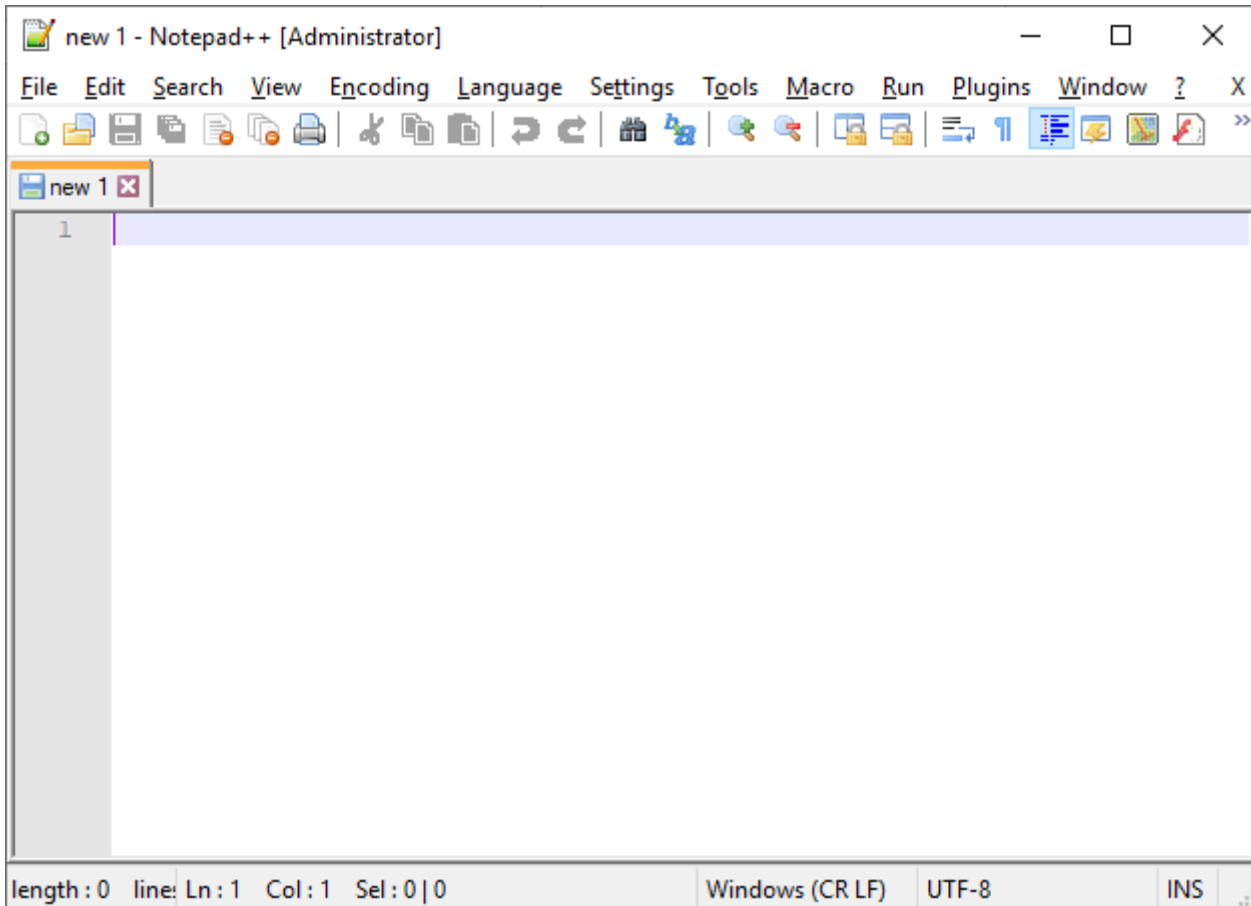 new 1 - Notepad++ [Administrator]
File Edit Search View Encoding Language Settings Tools Macro Run Plugins Window ? X
new 1
1
length : 0 lines Ln : 1 Col : 1 Sel : 0 | 0 Windows (CR LF) UTF-8 INS